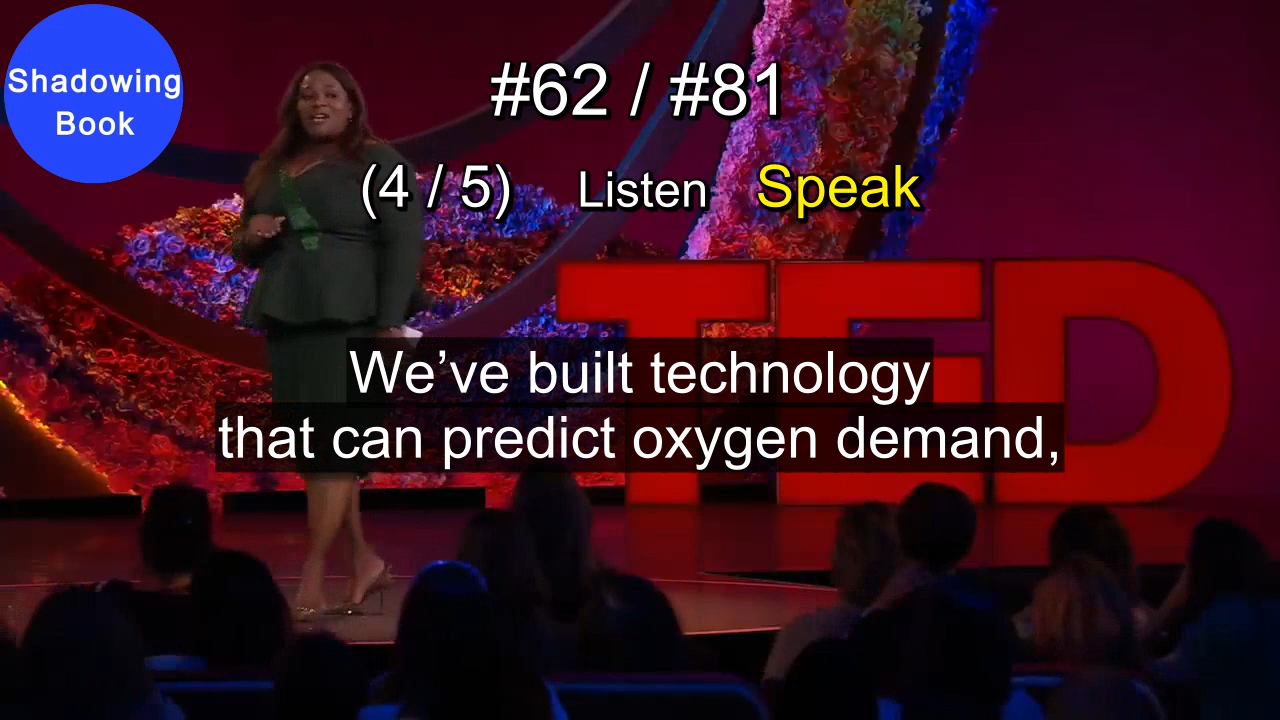 Shadowing
Book
#62 / #81
(4 / 5) Listen Speak
We’ve built technology
that can predict oxygen demand,
TED